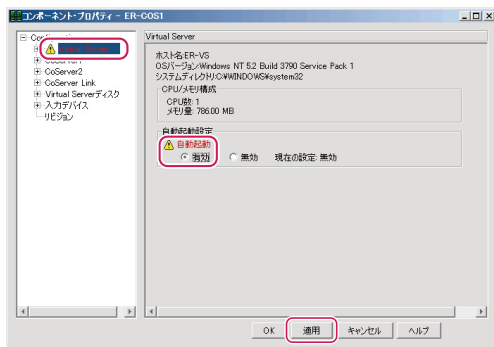 コンポーネント・プロパティ - ER-COS1
Virtual Server
CoServer2
CoServer Link
Virtual Serverディスク
入力デバイス
リビジョン
Virtual Server
ホスト名:ER-VS
OSバージョン:Windows NT 5.2 Build 3790 Service Pack 1
システムディレクトリ:C:¥WINDOWS¥system32
CPU/メモリ構成
CPU数: 1
メモリ量: 786.00 MB
自動起動設定
自動起動
有効 無効 現在の設定: 無効
OK 適用 キャンセル ヘルプ